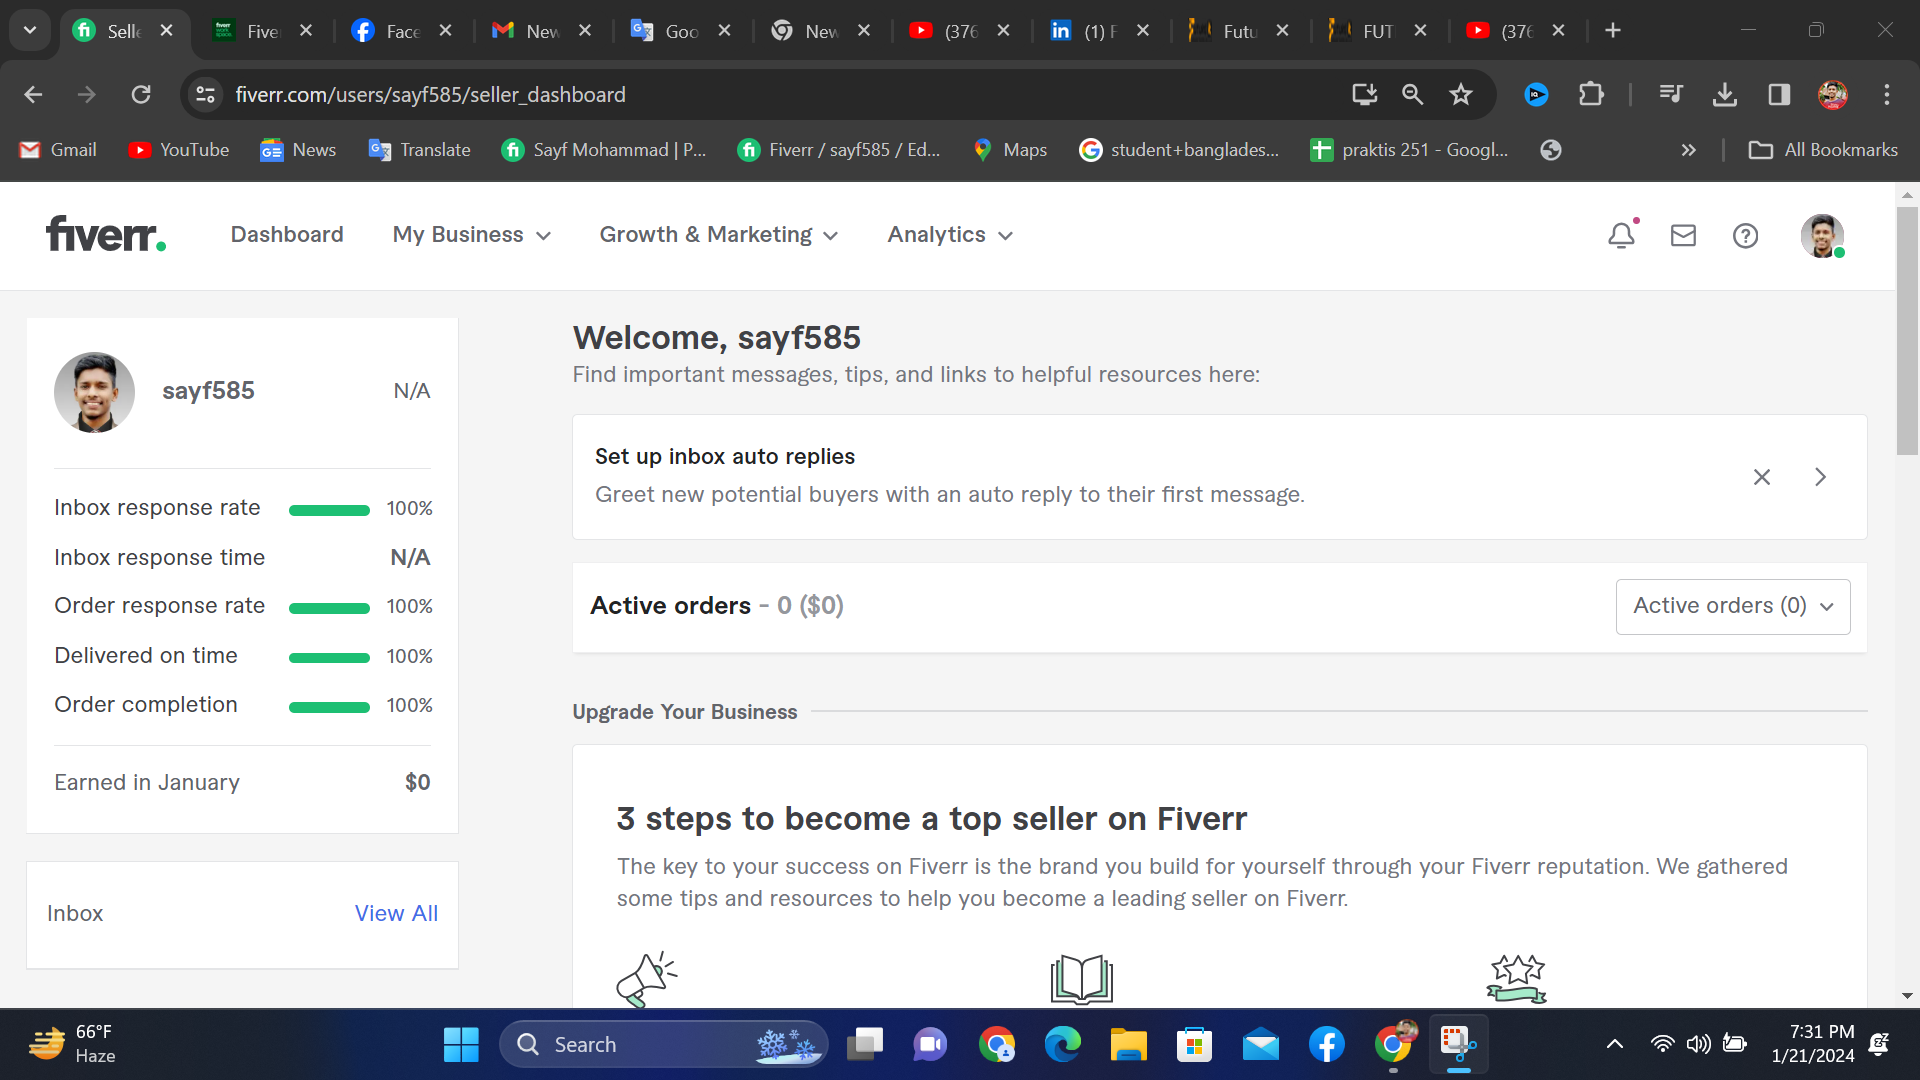 Selle
Five
Face
New
Goo
New
(376
(1) F
Futu
FUT
(376
fiverr.com/users/sayf585/seller_dashboard
Gmail
YouTube
News
Translate
Sayf Mohammad | P...
Fiverr / sayf585 / Ed...
Maps
student+banglades...
praktis 251 - Googl...
All Bookmarks
fiverr.
Dashboard
My Business
Growth & Marketing
Analytics
sayf585
N/A
Inbox response rate 100%
Inbox response time N/A
Order response rate 100%
Delivered on time 100%
Order completion 100%
Earned in January $0
Inbox View All
Welcome, sayf585
Find important messages, tips, and links to helpful resources here:
Set up inbox auto replies
Greet new potential buyers with an auto reply to their first message.
Active orders - 0 ($0)
Active orders (0)
Upgrade Your Business
3 steps to become a top seller on Fiverr
The key to your success on Fiverr is the brand you build for yourself through your Fiverr reputation. We gathered
some tips and resources to help you become a leading seller on Fiverr.
66°F
Haze
Search
7:31 PM
1/21/2024